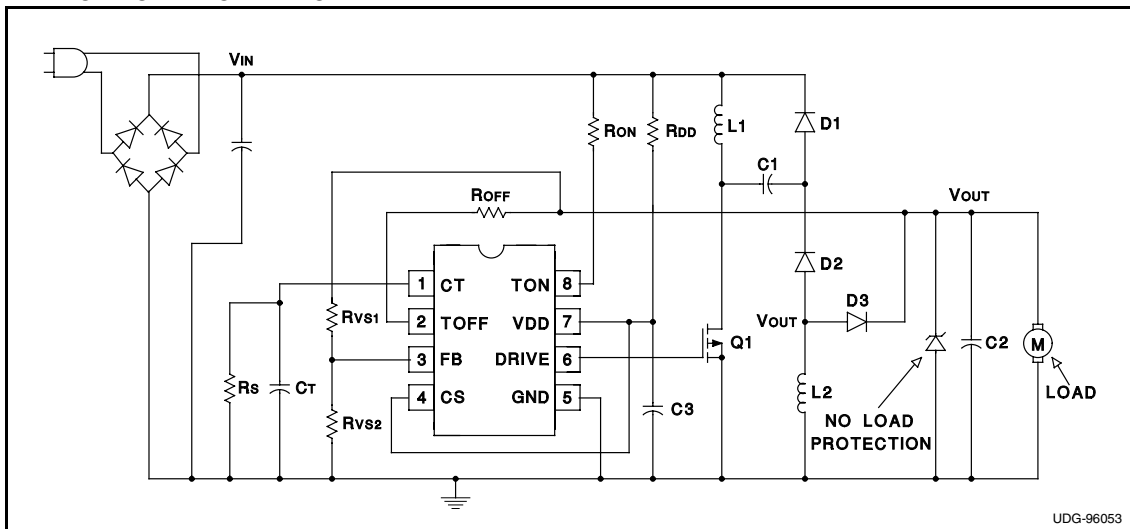 VIN
RON
RDD
L1
D1
C1
ROFF
VOUT
1 CT
TON 8
D2
RVS1
2 TOFF
VDD 7
VOUT
D3
3 FB
DRIVE 6
Q1
C2
M
RS
CT
4 CS
GND 5
C3
L2
LOAD
RVS2
NO LOAD
PROTECTION
UDG-96053